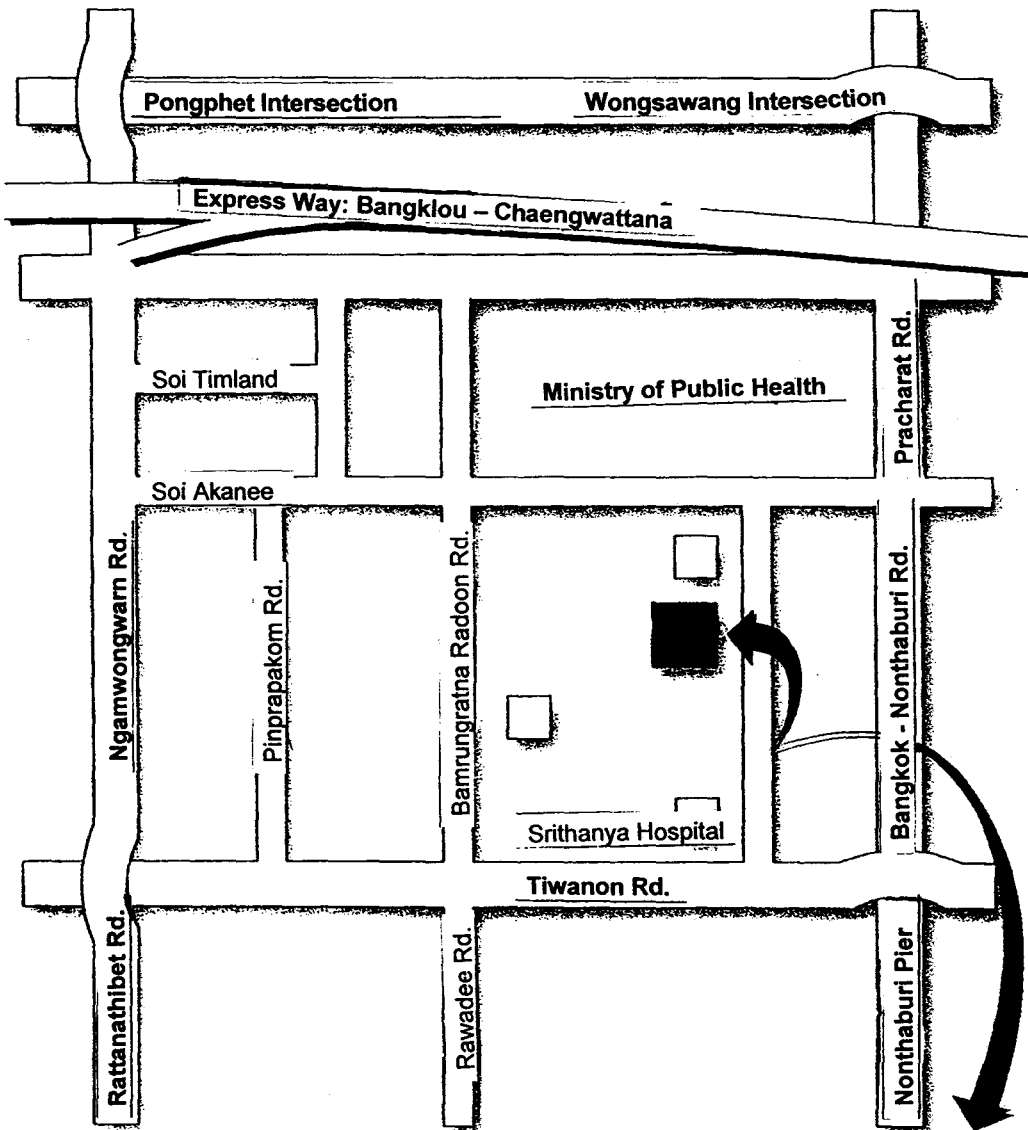 Pongphet Intersection
Wongsawang Intersection
Express Way: Bangklou – Chaengwattana
Soi Timland
Ministry of Public Health
Pracharat Rd.
Soi Akanee
Ngamwongwarn Rd.
Pinprapakom Rd.
Bamrungratna Radoon Rd.
Bangkok - Nonthaburi Rd.
Srithanya Hospital
Tiwanon Rd.
Rattanathibet Rd.
Rawadee Rd.
Nonthaburi Pier